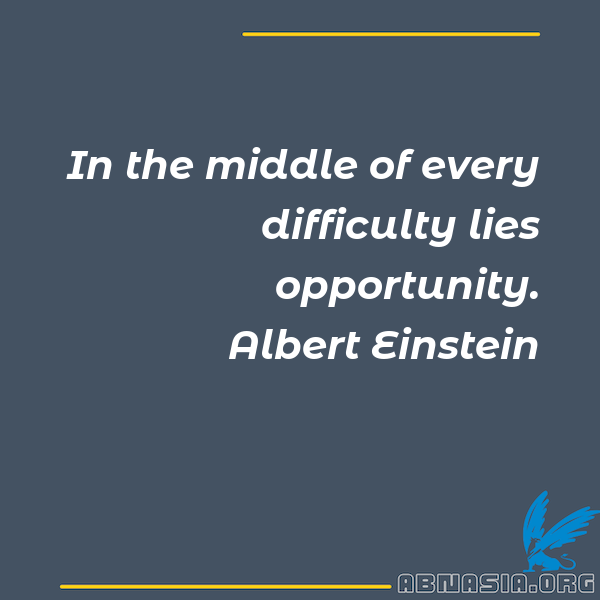 In the middle of every
difficulty lies
opportunity.
Albert Einstein
ABNASIA.ORG